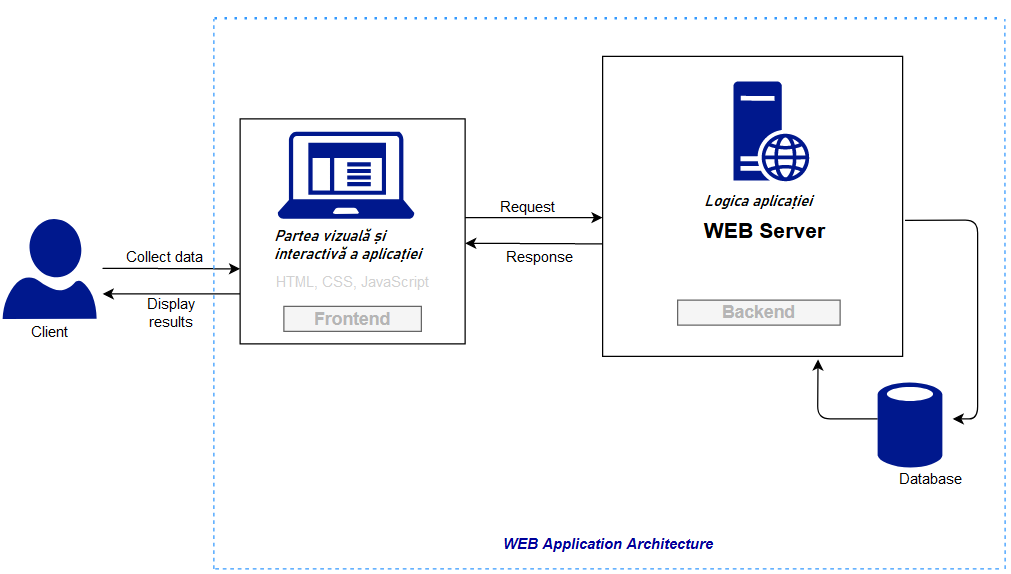 Client
Collect data
Display
results
Partea vizuală și
interactivă a aplicației
HTML, CSS, JavaScript
Frontend
Request
Response
Logica aplicației
WEB Server
Backend
Database
WEB Application Architecture